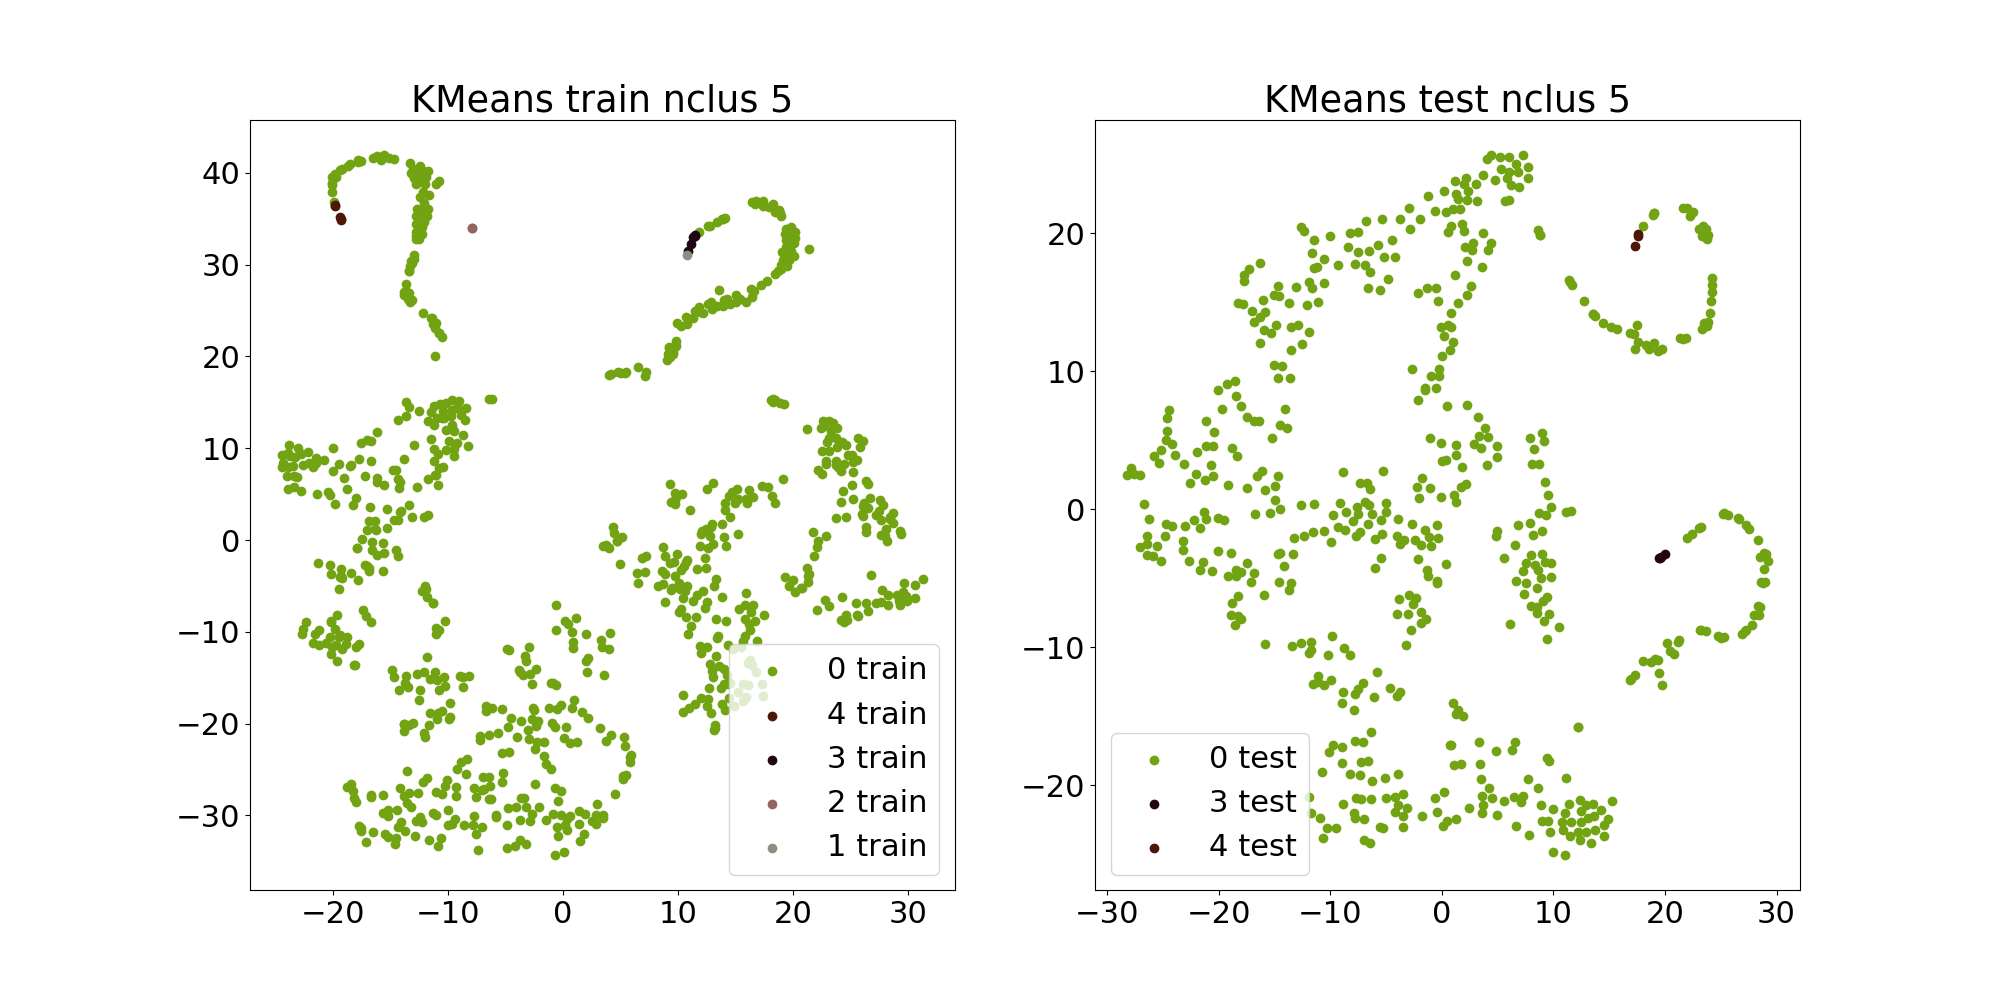 KMeans train nclus 5
40
30
20
10
0
−10
−20
−30
−20 −10 0 10 20 30
0 train
4 train
3 train
2 train
1 train
KMeans test nclus 5
20
10
0
−10
−20
−30 −20 −10 0 10 20 30
0 test
3 test
4 test